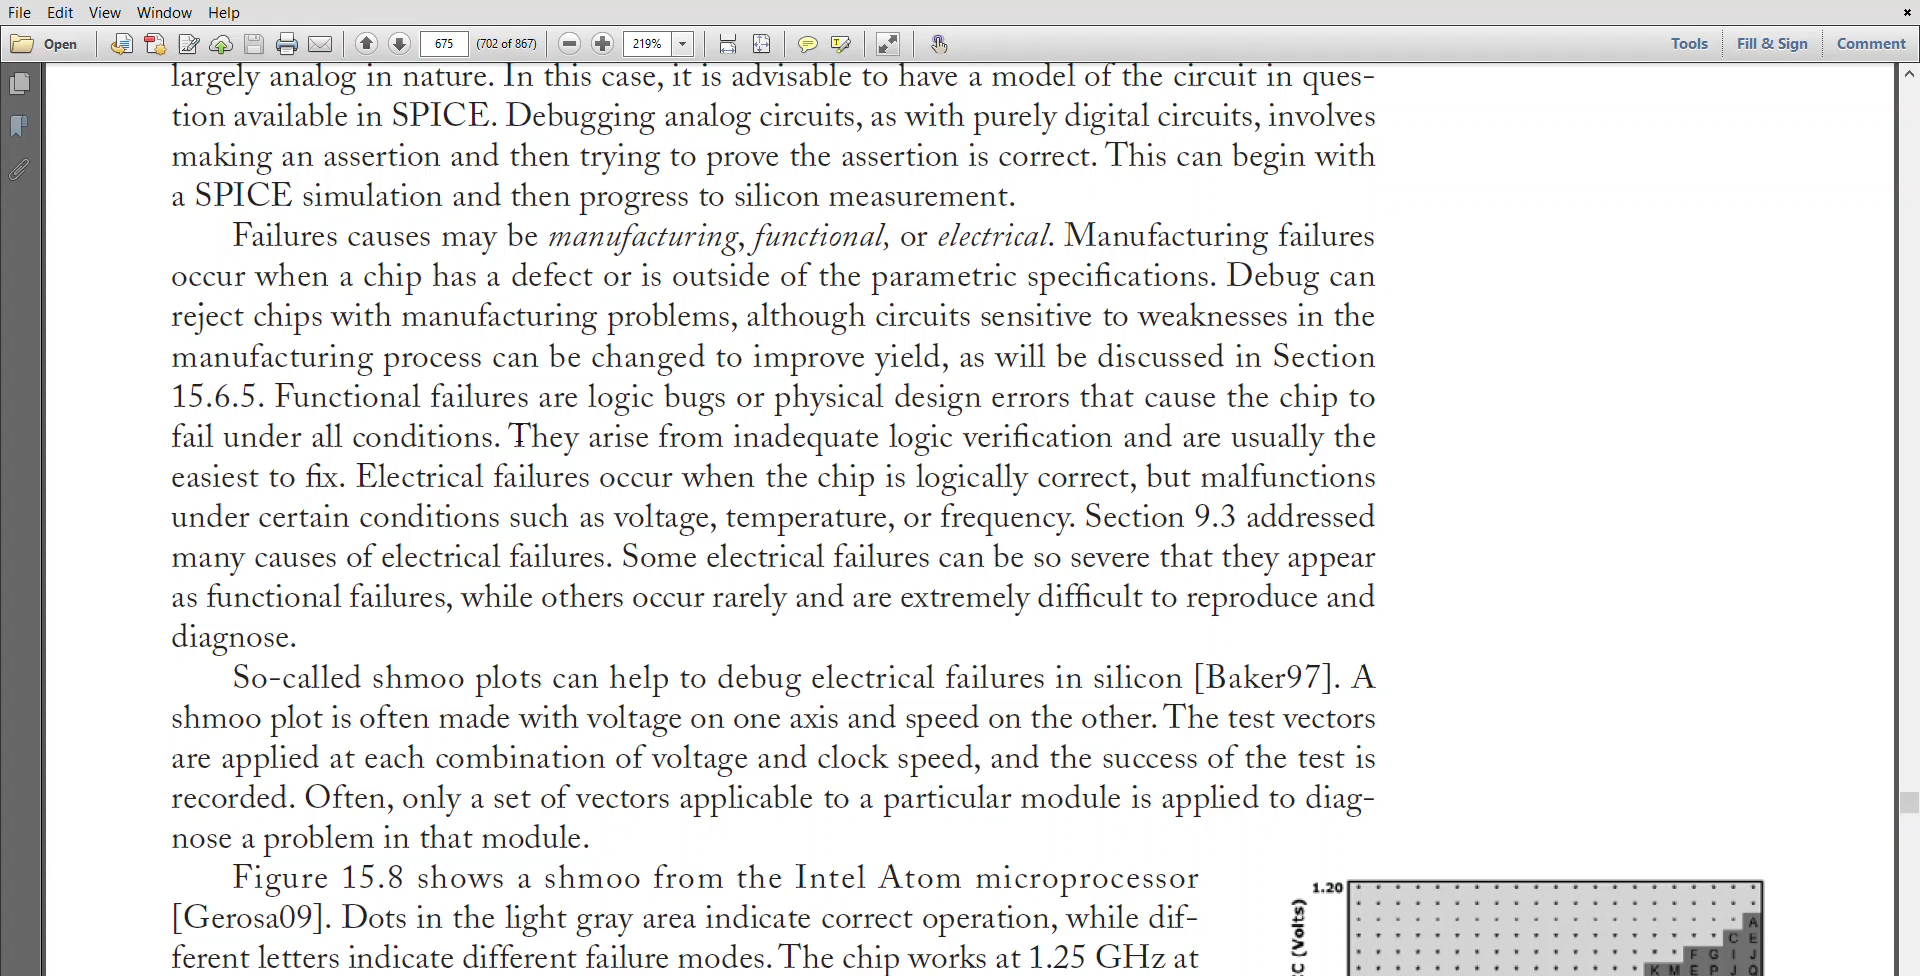 File Edit View Window Help
Open 675 (702 of 867) 219% Tools Fill & Sign Comment
largely analog in nature. In this case, it is advisable to have a model of the circuit in ques-
tion available in SPICE. Debugging analog circuits, as with purely digital circuits, involves
making an assertion and then trying to prove the assertion is correct. This can begin with
a SPICE simulation and then progress to silicon measurement.
Failures causes may be manufacturing, functional, or electrical. Manufacturing failures
occur when a chip has a defect or is outside of the parametric specifications. Debug can
reject chips with manufacturing problems, although circuits sensitive to weaknesses in the
manufacturing process can be changed to improve yield, as will be discussed in Section
15.6.5. Functional failures are logic bugs or physical design errors that cause the chip to
fail under all conditions. They arise from inadequate logic verification and are usually the
easiest to fix. Electrical failures occur when the chip is logically correct, but malfunctions
under certain conditions such as voltage, temperature, or frequency. Section 9.3 addressed
many causes of electrical failures. Some electrical failures can be so severe that they appear
as functional failures, while others occur rarely and are extremely difficult to reproduce and
diagnose.
So-called shmoo plots can help to debug electrical failures in silicon [Baker97]. A
shmoo plot is often made with voltage on one axis and speed on the other. The test vectors
are applied at each combination of voltage and clock speed, and the success of the test is
recorded. Often, only a set of vectors applicable to a particular module is applied to diag-
nose a problem in that module.
Figure 15.8 shows a shmoo from the Intel Atom microprocessor
[Gerosa09]. Dots in the light gray area indicate correct operation, while dif-
ferent letters indicate different failure modes. The chip works at 1.25 GHz at
1.20
(Volts)
A
C E
F G I J